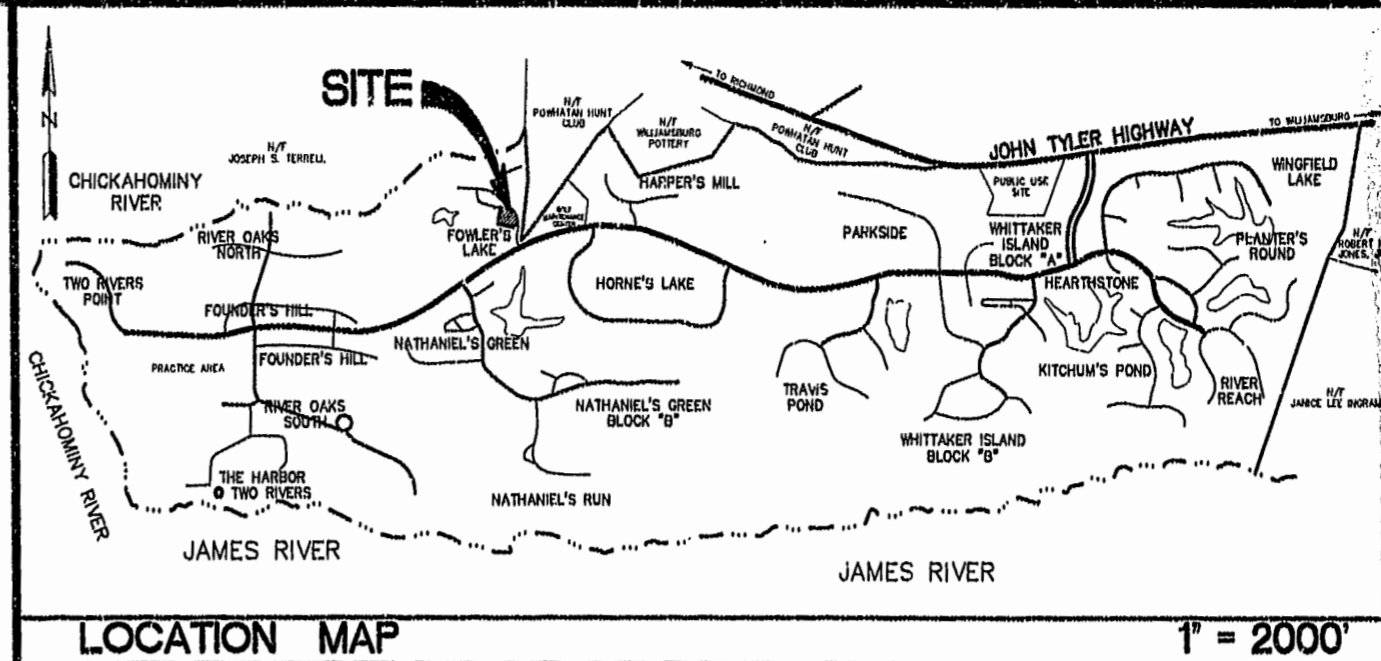 SITE
N
N/F
JOSEPH S. TERRELL
CHICKAHOMINY
RIVER
N/F
POWHATAN HUNT
CLUB
N/F
WILLIAMSBURG
POTTERY
TO RICHMOND
N/F
POWHATAN HUNT
CLUB
JOHN TYLER HIGHWAY
TO WILLIAMSBURG
HARPER'S MILL
PUBLIC USE
SITE
WINGFIELD
LAKE
GOLF
MAINTENANCE
CENTER
RIVER OAKS
NORTH
FOWLER'S
LAKE
PARKSIDE
WHITTAKER
ISLAND
BLOCK "A"
PLANTER'S
ROUND
N/F
ROBERT
JONES,
TWO RIVERS
POINT
FOUNDER'S HILL
HORNE'S LAKE
HEARTHSTONE
NATHANIEL'S GREEN
FOUNDER'S HILL
PRACTICE AREA
CHICKAHOMINY RIVER
RIVER OAKS
SOUTH
NATHANIEL'S GREEN
BLOCK "B"
TRAVIS
POND
KITCHUM'S POND
RIVER
REACH
N/F
JANICE LEE INGRAM
WHITTAKER ISLAND
BLOCK "B"
THE HARBOR
@ TWO RIVERS
NATHANIEL'S RUN
JAMES RIVER
JAMES RIVER
LOCATION MAP
1" = 2000'